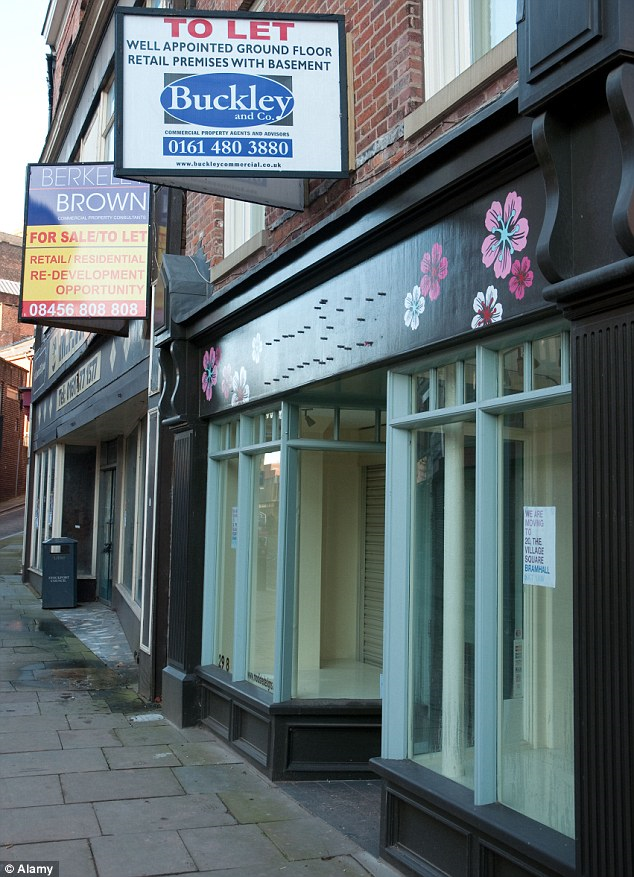 TO LET
WELL APPOINTED GROUND FLOOR
RETAIL PREMISES WITH BASEMENT
Buckley
and Co.
COMMERCIAL PROPERTY AGENTS AND ADVISORS
0161 480 3880
www.buckleycommercial.co.uk
BERKELEY
BROWN
COMMERCIAL PROPERTY CONSULTANTS
FOR SALE/TO LET
RETAIL/RESIDENTIAL
RE-DEVELOPMENT
OPPORTUNITY
08456 808 808
WE ARE
MOVING
TO
20, THE
VILLAGE
SQUARE
BRAMHALL
© Alamy